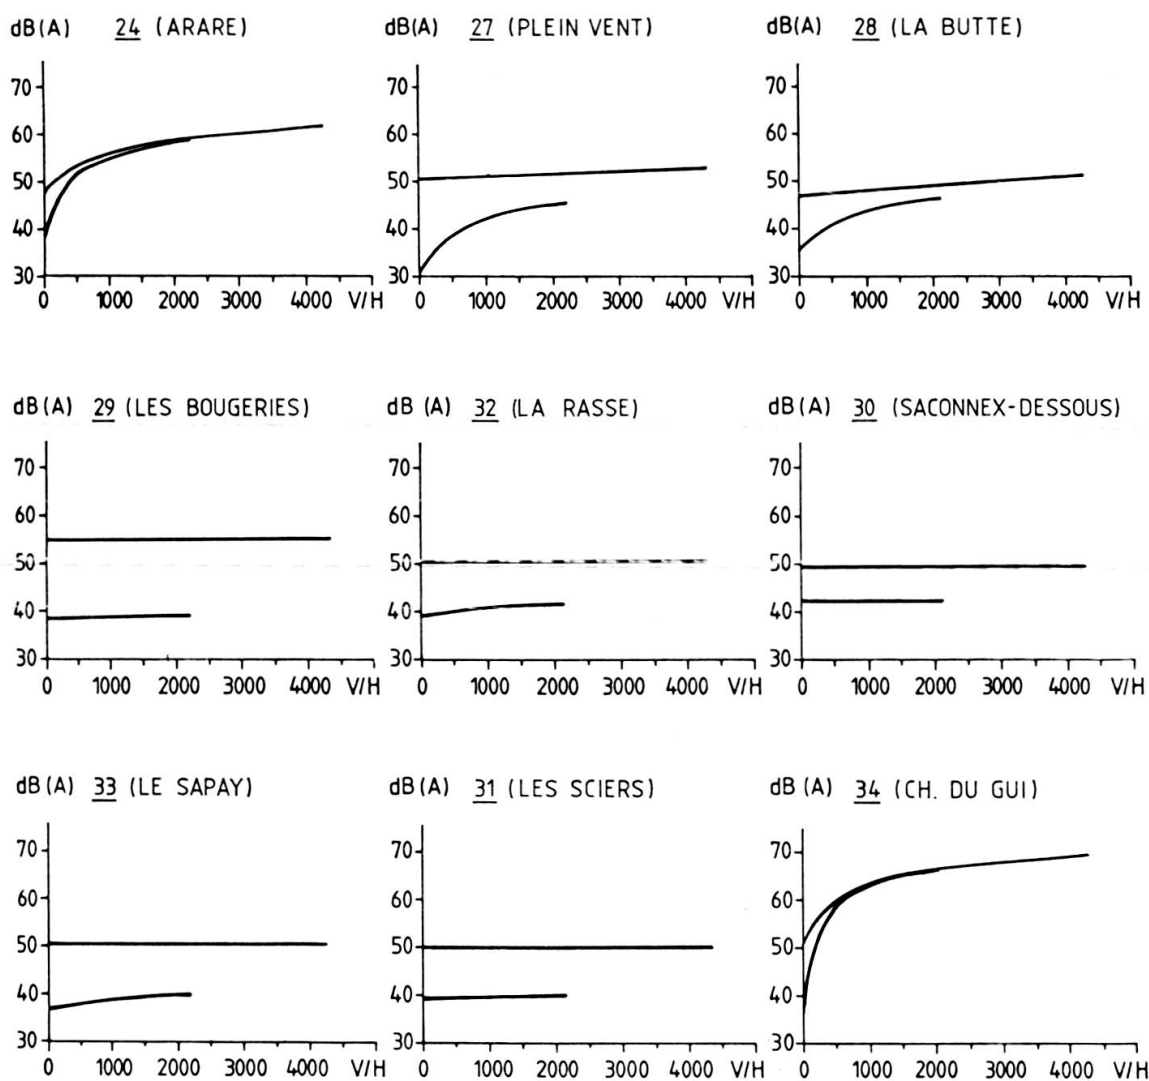 dB(A) 24 (ARARE)
70
60
50
40
30
0 1000 2000 3000 4000 V/H
dB(A) 27 (PLEIN VENT)
70
60
50
40
30
0 1000 2000 3000 4000 V/H
dB(A) 28 (LA BUTTE)
70
60
50
40
30
0 1000 2000 3000 4000 V/H
dB(A) 29 (LES BOUGERIES)
70
60
50
40
30
0 1000 2000 3000 4000 V/H
dB (A) 32 (LA RASSE)
70
60
50
40
30
0 1000 2000 3000 4000 V/H
dB(A) 30 (SACONNEX-DESSOUS)
70
60
50
40
30
0 1000 2000 3000 4000 V/H
dB(A) 33 (LE SAPAY)
70
60
50
40
30
0 1000 2000 3000 4000 V/H
dB(A) 31 (LES SCIERS)
70
60
50
40
30
0 1000 2000 3000 4000 V/H
dB (A) 34 (CH. DU GUI)
70
60
50
40
30
0 1000 2000 3000 4000 V/H